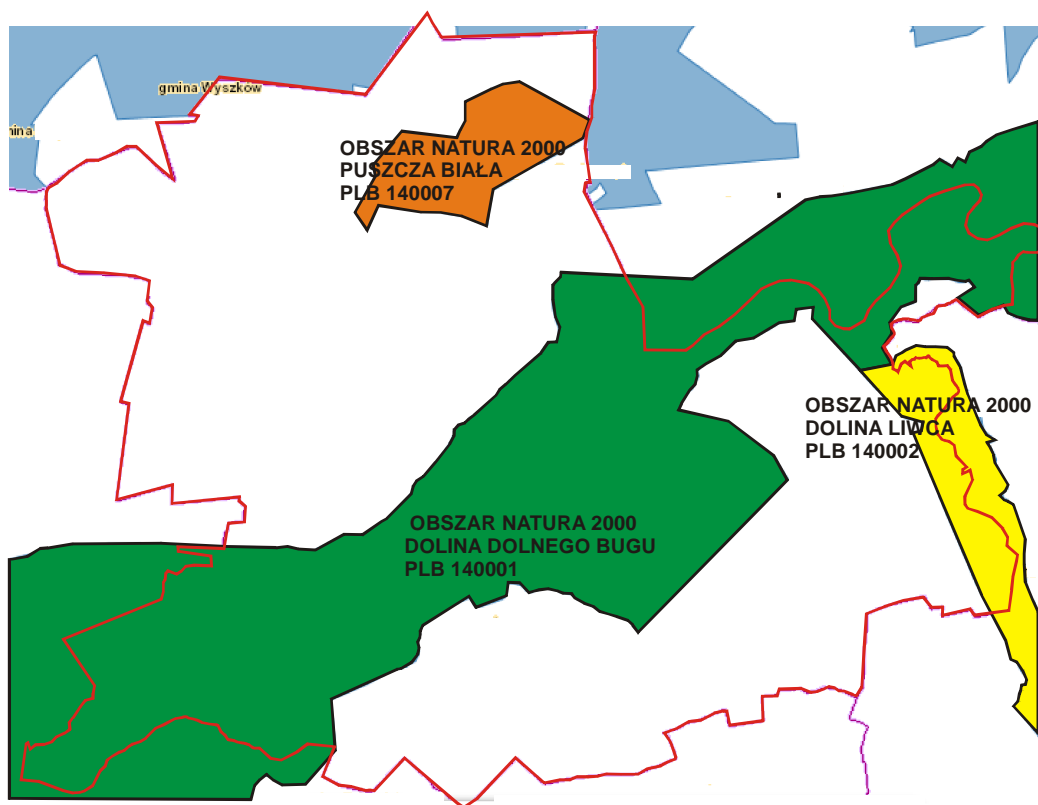 gmina Wyszków
nina
OBSZAR NATURA 2000
PUSZCZA BIAŁA
PLB 140007
OBSZAR NATURA 2000
DOLINA LIWCA
PLB 140002
OBSZAR NATURA 2000
DOLINA DOLNEGO BUGU
PLB 140001